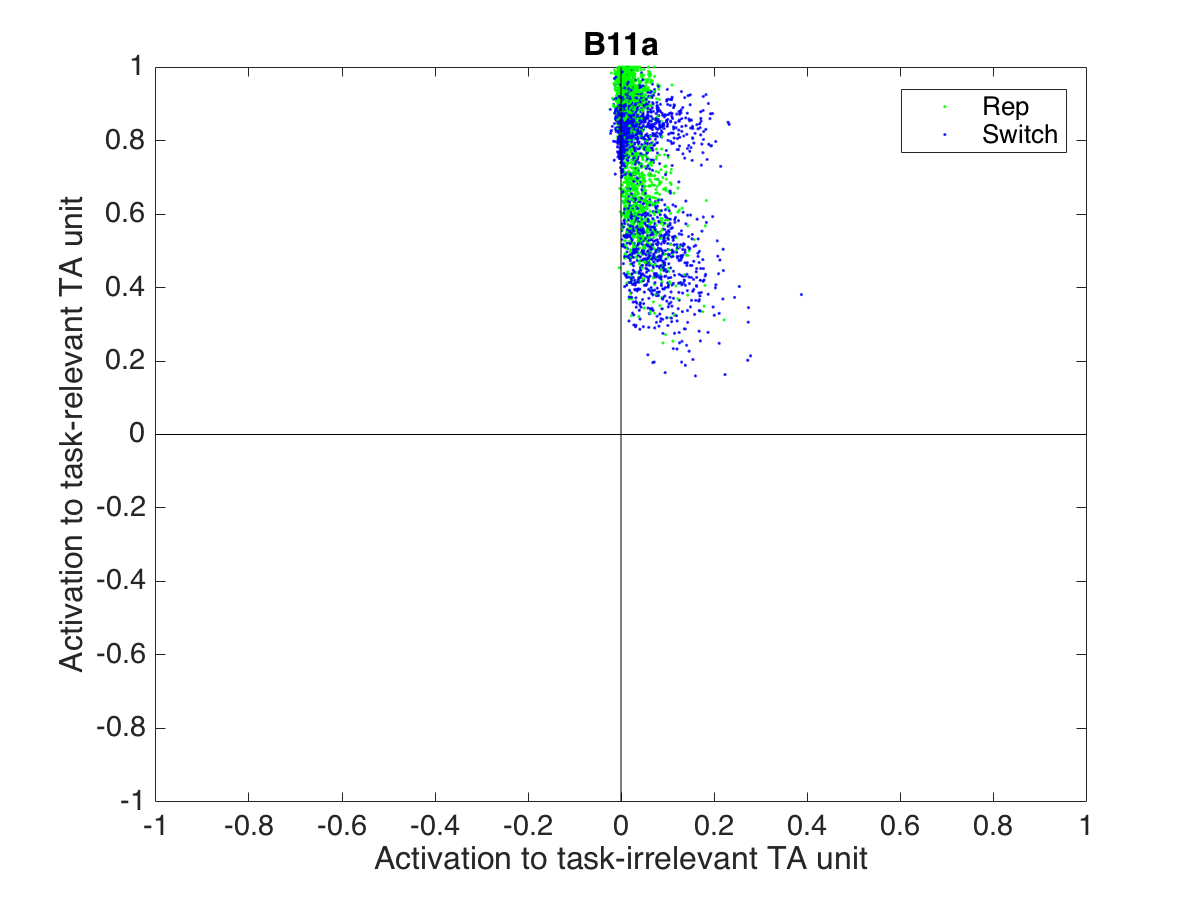 B11a
Rep
Switch
Activation to task-relevant TA unit
1
0.8
0.6
0.4
0.2
0
-0.2
-0.4
-0.6
-0.8
-1
-1 -0.8 -0.6 -0.4 -0.2 0 0.2 0.4 0.6 0.8 1
Activation to task-irrelevant TA unit